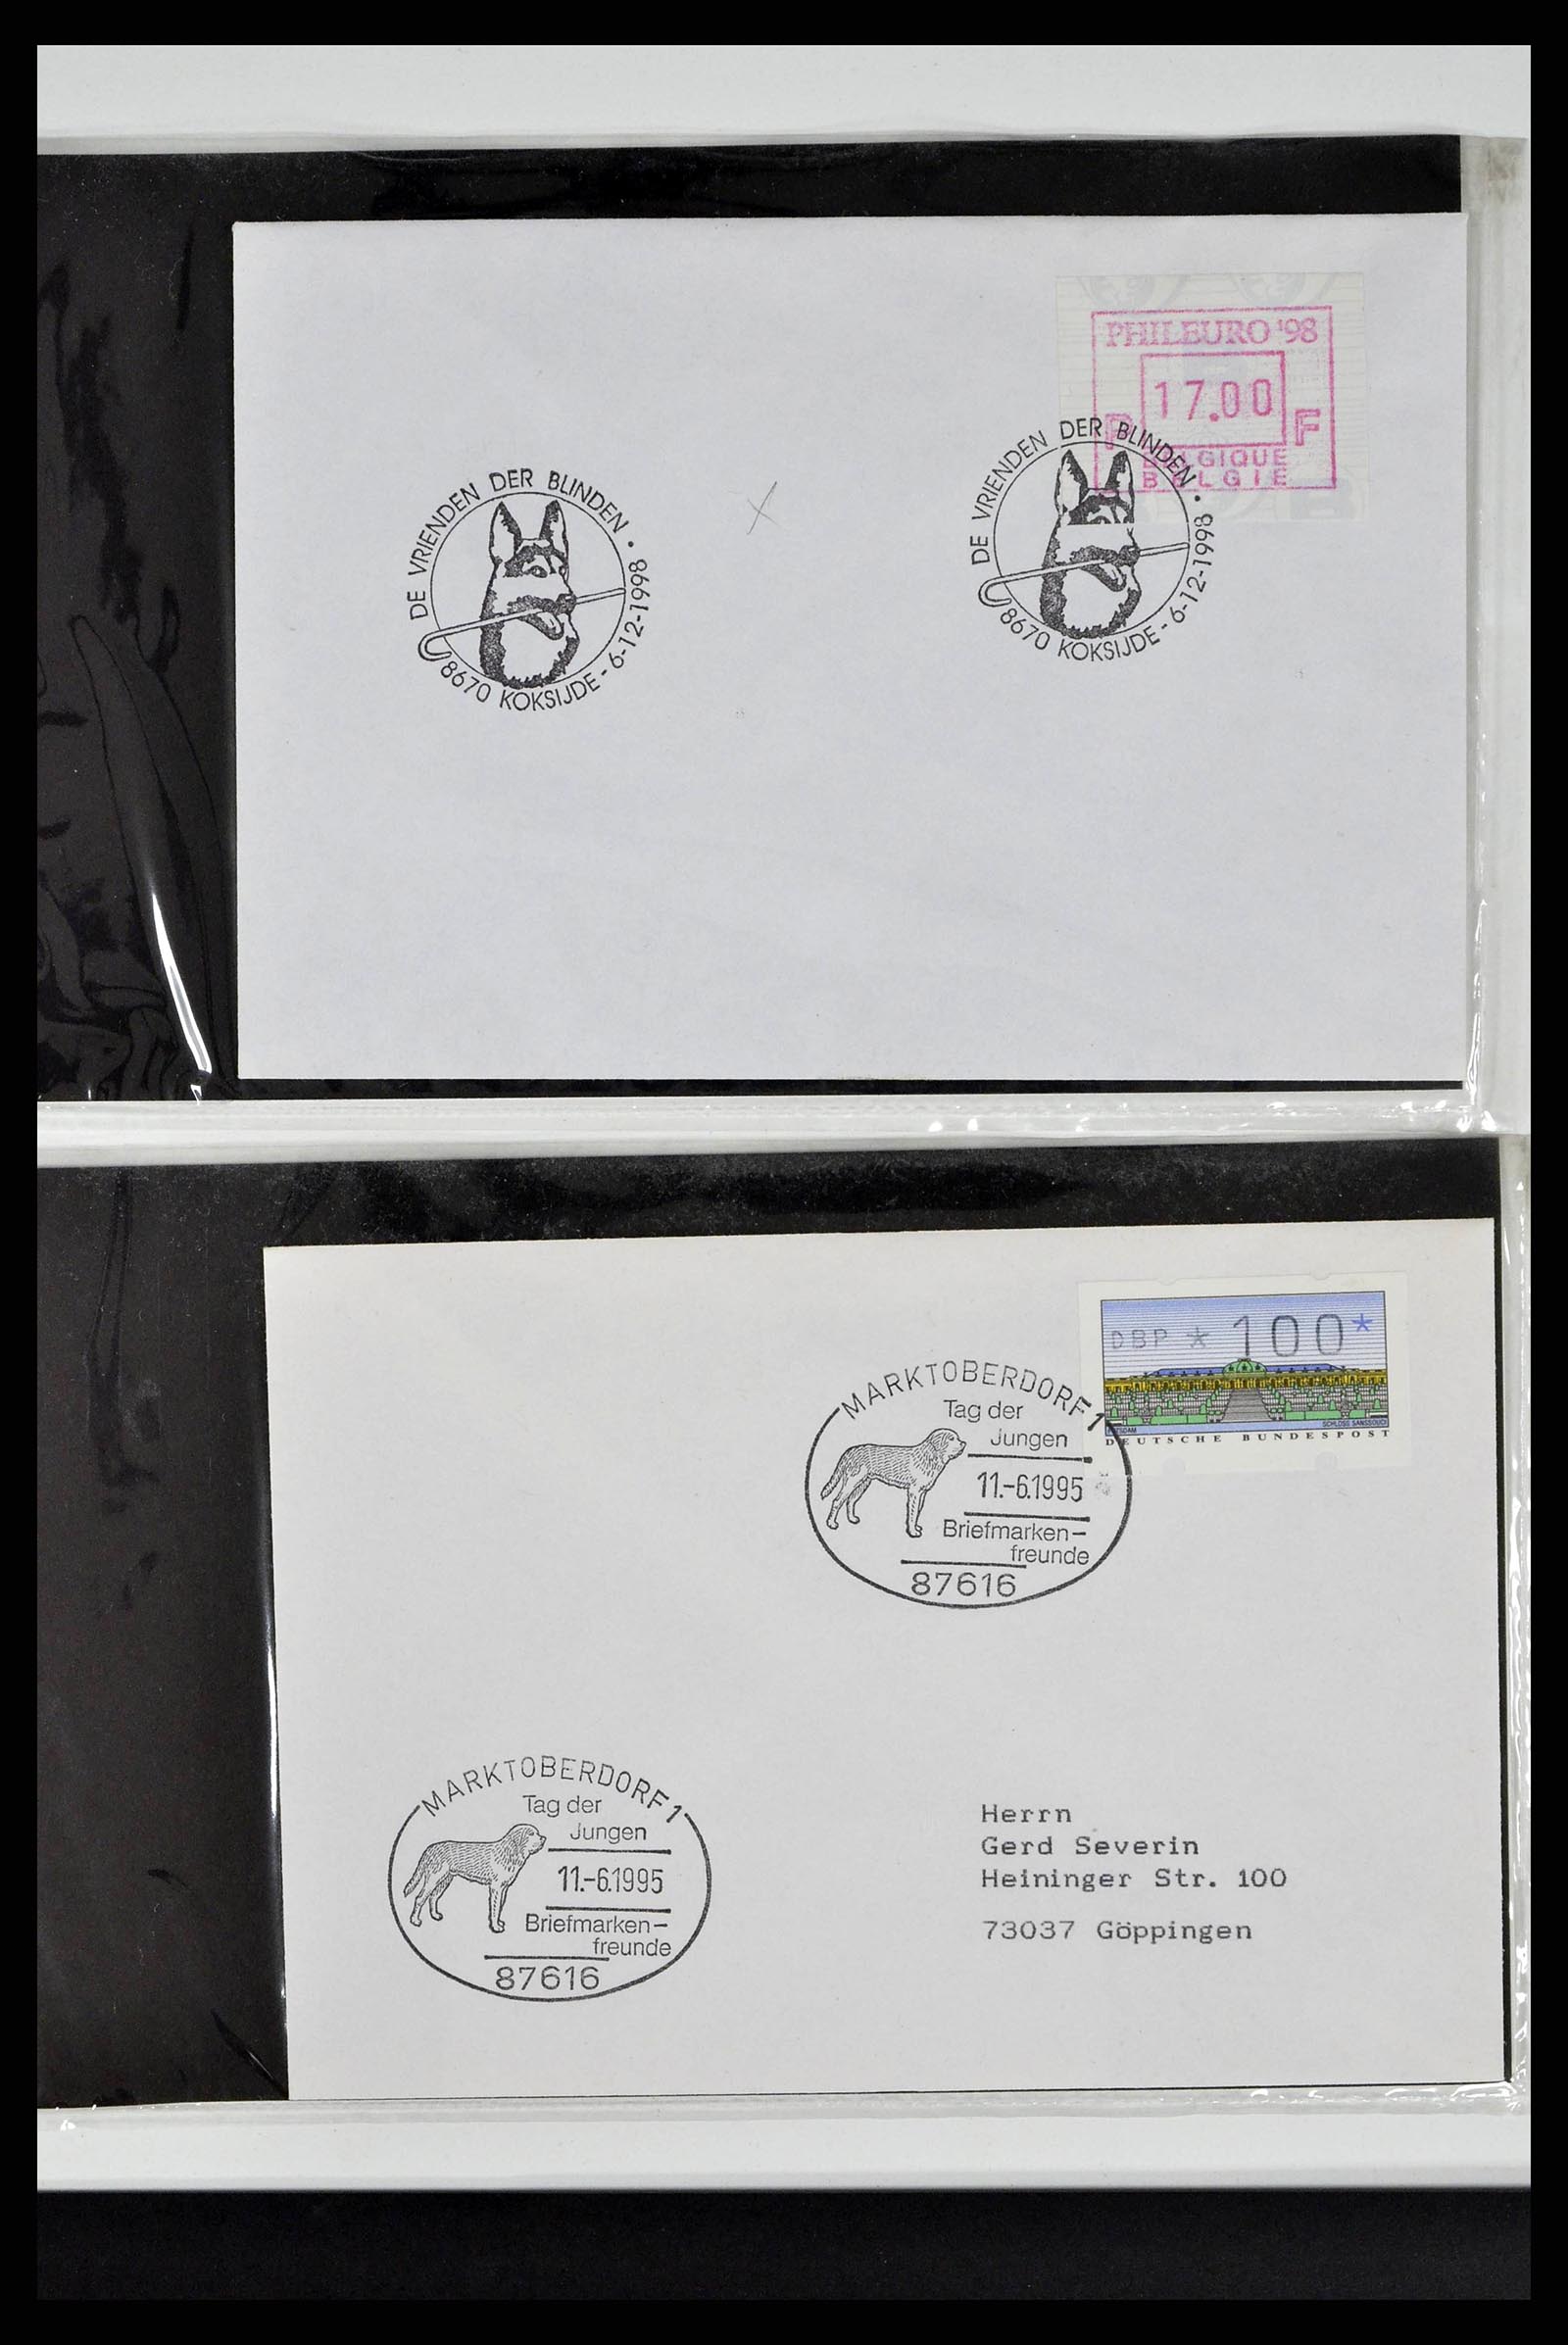 PHILEURO '98
17.00
P F
BELGIQUE
BELGIE
DE VRIENDEN DER BLINDEN •
8670 KOKSIJDE - 6-12-1998
DE VRIENDEN DER BLINDEN •
8670 KOKSIJDE - 6-12-1998
DBP * 100*
SCHLOSS SANSSOUCI
DEUTSCHE BUNDESPOST
MARKTOBERDORF 1
Tag der
Jungen
11.-6.1995
Briefmarken-
freunde
87616
MARKTOBERDORF 1
Tag der
Jungen
11.-6.1995
Briefmarken-
freunde
87616
Herrn
Gerd Severin
Heininger Str. 100
73037 Göppingen